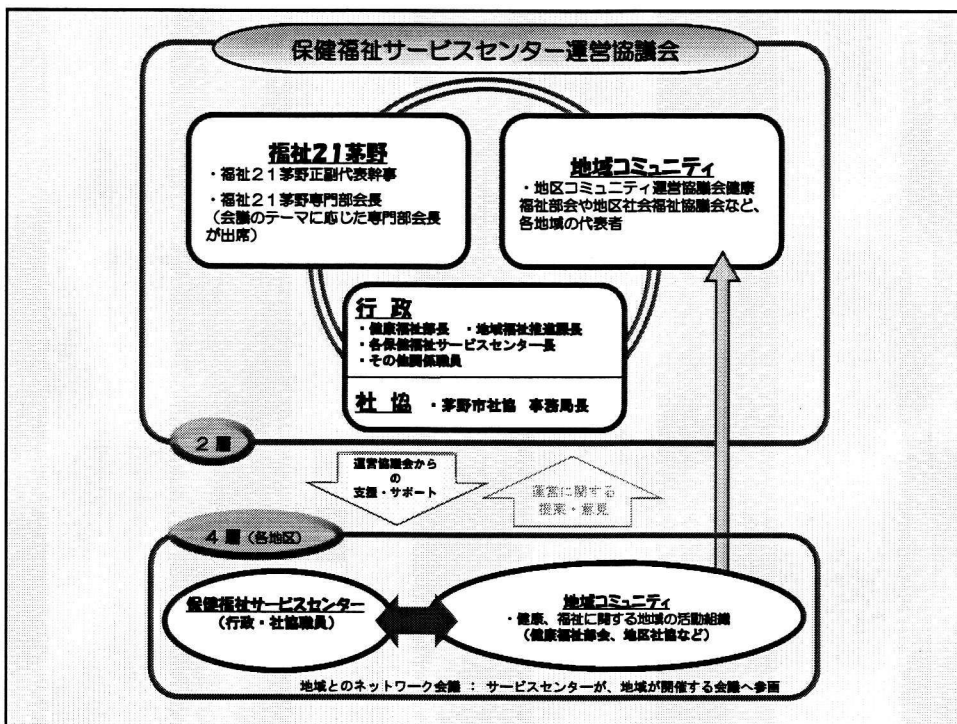 保健福祉サービスセンター運営協議会
福祉21茅野
・福祉21茅野正副代表幹事
・福祉21茅野専門部会長
(会議のテーマに応じた専門部会長
が出席)
地域コミュニティ
・地区コミュニティ運営協議会健康
福祉部会や地区社会福祉協議会など、
各地域の代表者
行 政
・健康福祉部長 ・地域福祉推進課長
・各保健福祉サービスセンター長
・その他関係職員
社 協 ・茅野市社協 事務局長
2 層
運営協議会から
の
支援・サポート
運営に関する
提案・意見
4 層(各地区)
保健福祉サービスセンター
(行政・社協職員)
地域コミュニティ
・健康、福祉に関する地域の活動組織
(健康福祉部会、地区社協など)
地域とのネットワーク会議 : サービスセンターが、地域が開催する会議へ参画